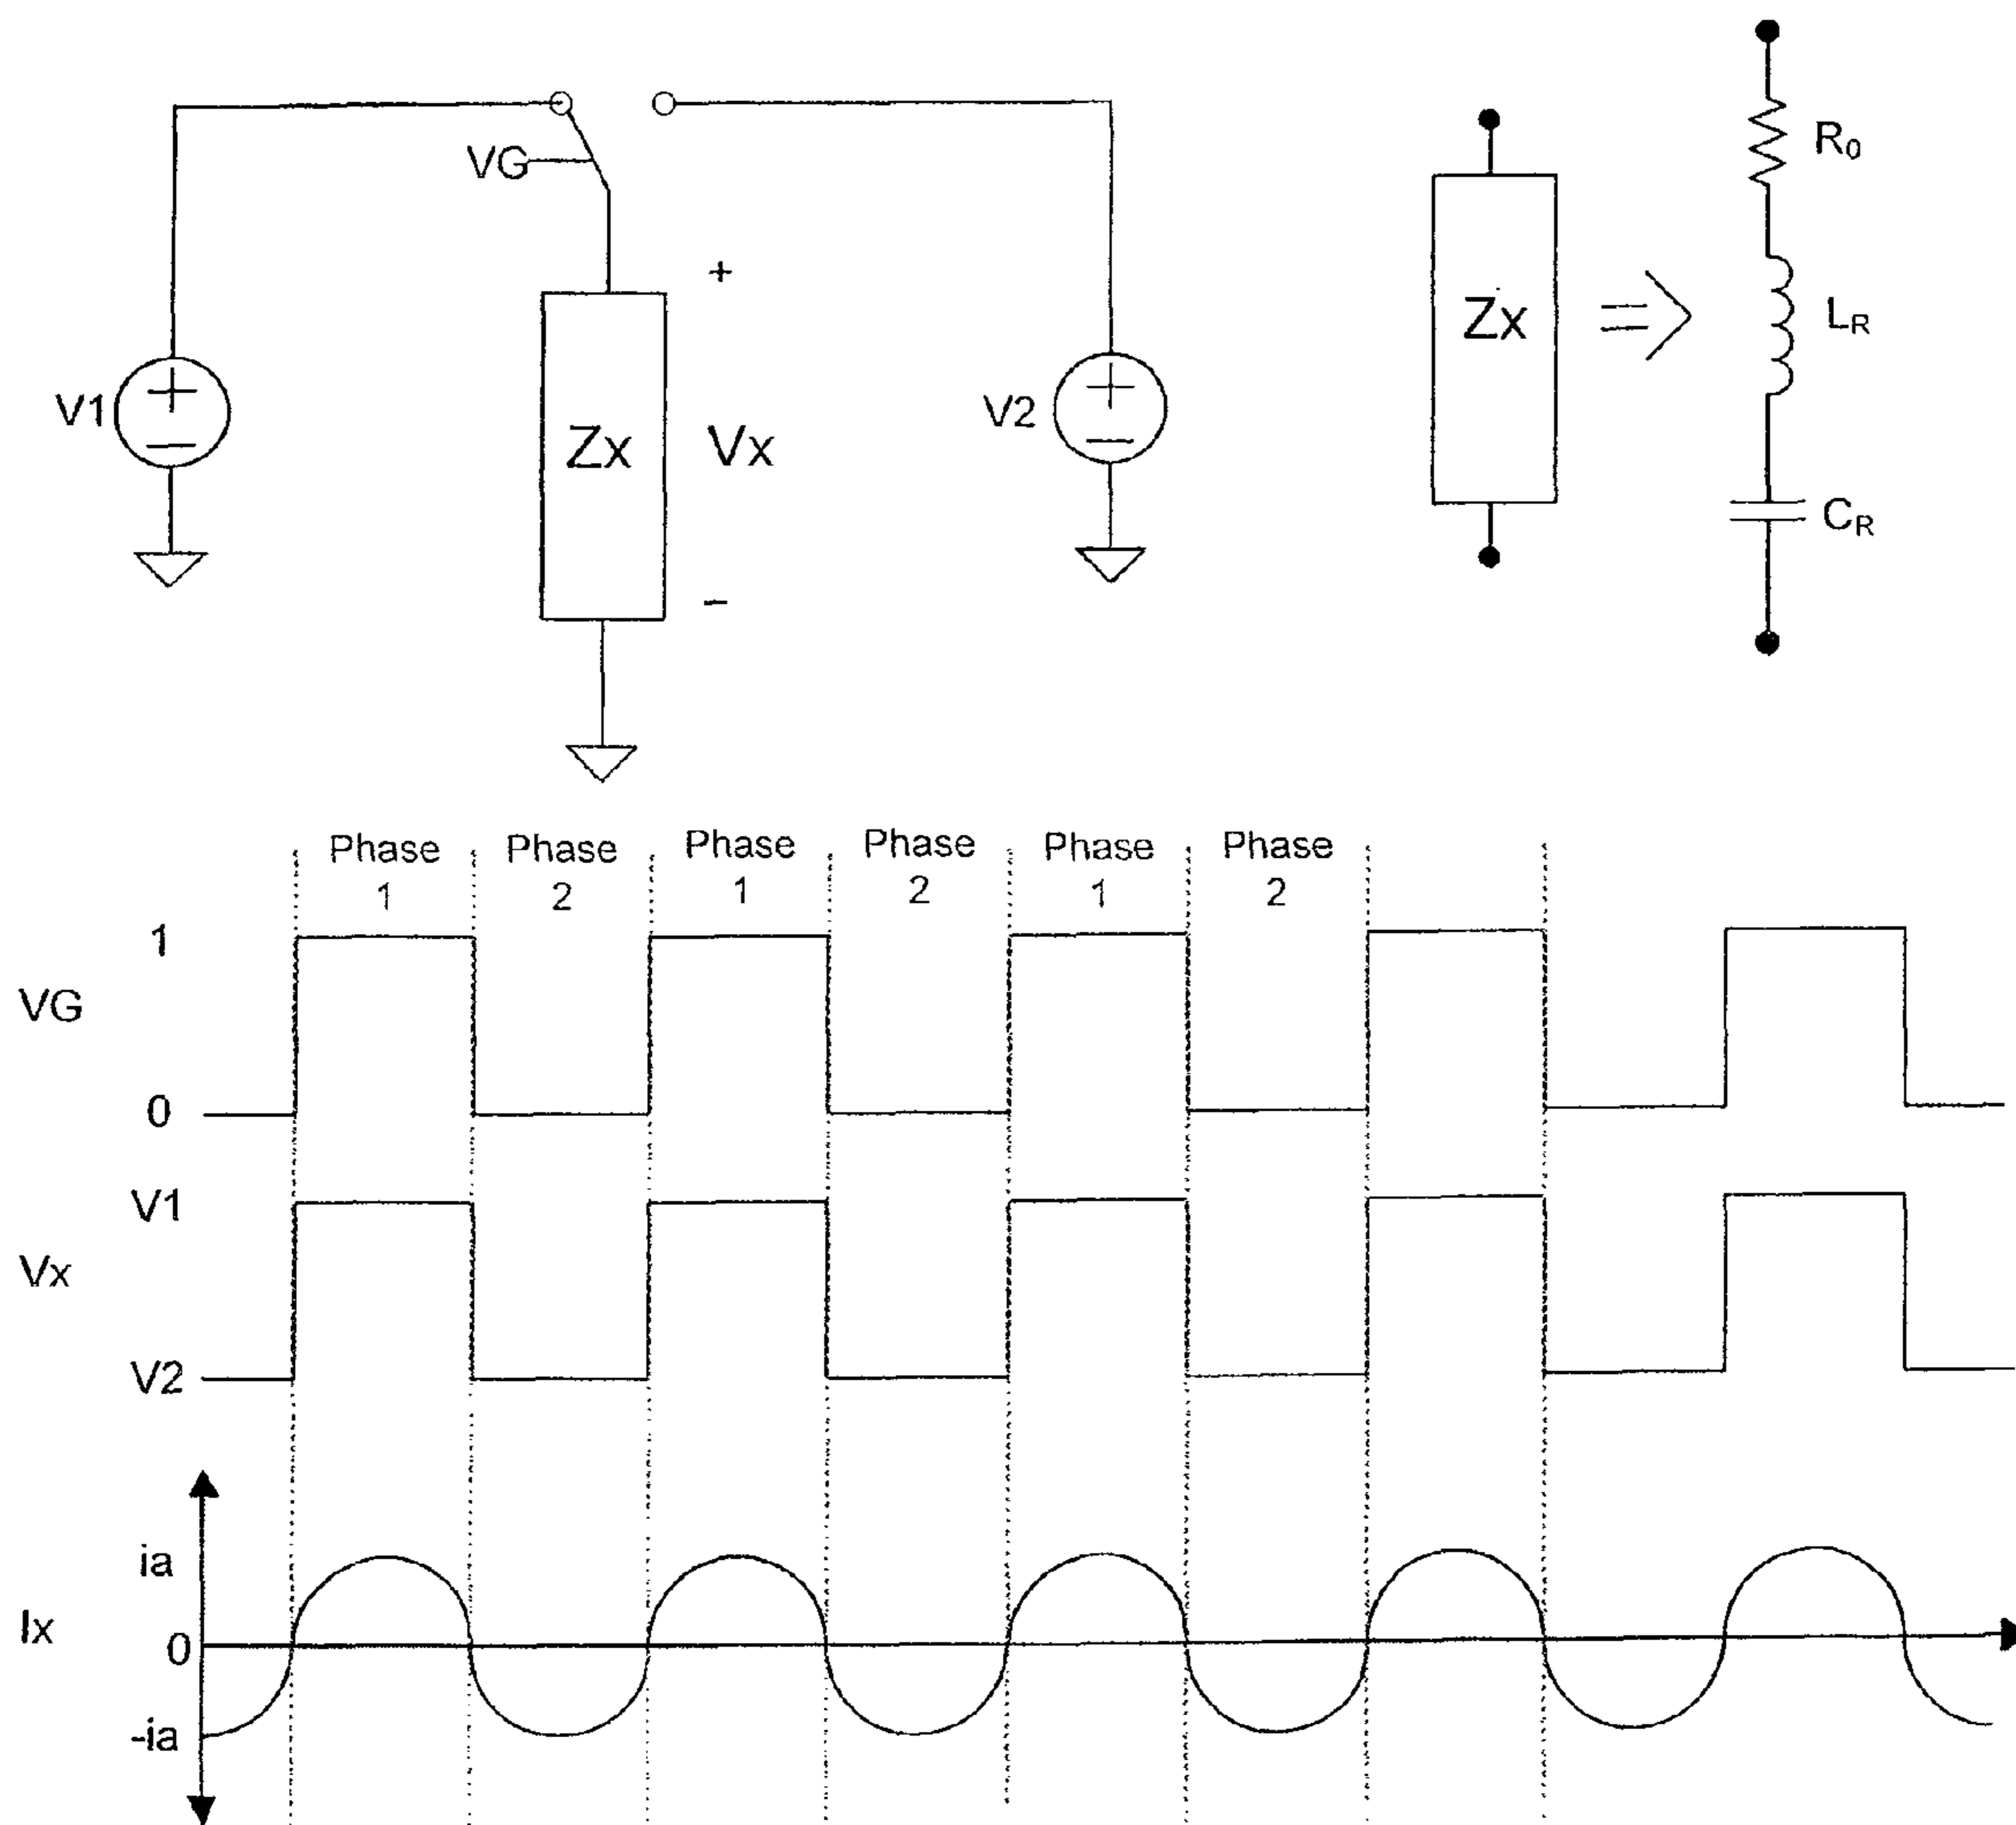 VG
V1
Zx
Vx
+
−
V2
Zx
R0
LR
CR
Phase 1
Phase 2
Phase 1
Phase 2
Phase 1
Phase 2
VG
1
0
Vx
V1
V2
Ix
ia
0
-ia